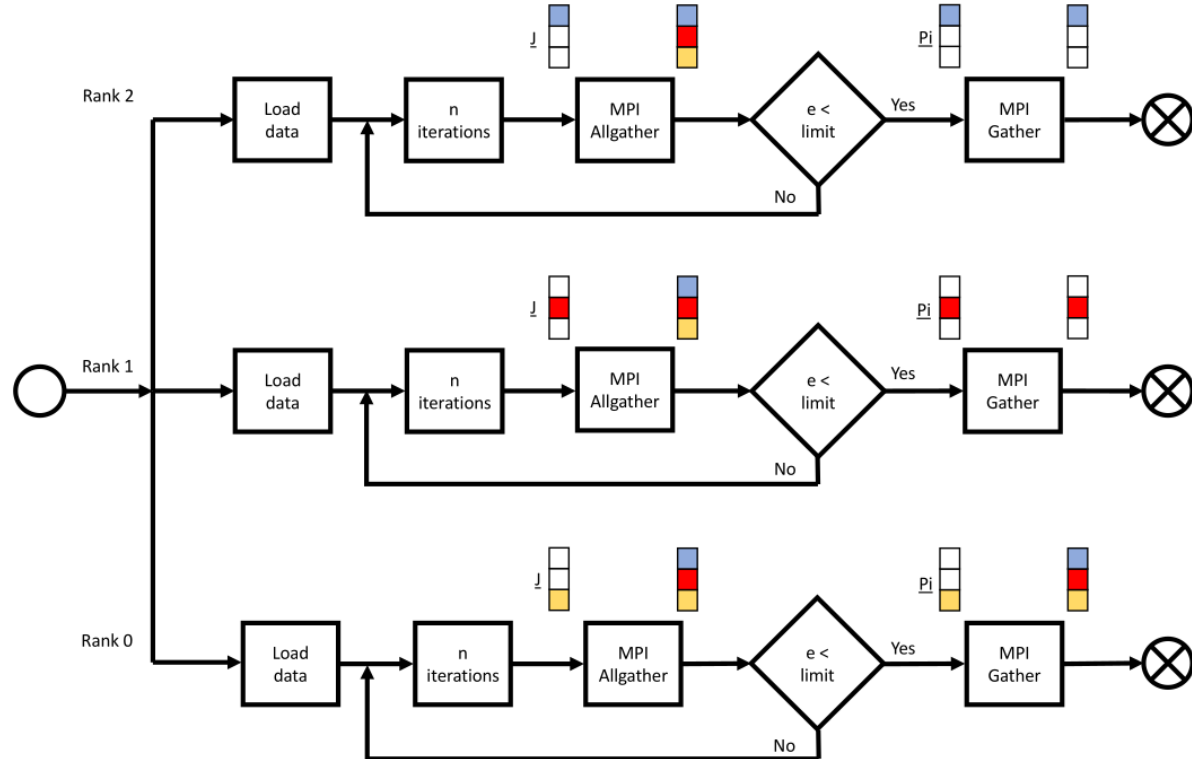 J
Pi
Rank 2
Load
data
n
iterations
MPI
Allgather
e <
limit
Yes
MPI
Gather
No
J
Pi
Rank 1
Load
data
n
iterations
MPI
Allgather
e <
limit
Yes
MPI
Gather
No
J
Pi
Rank 0
Load
data
n
iterations
MPI
Allgather
e <
limit
Yes
MPI
Gather
No